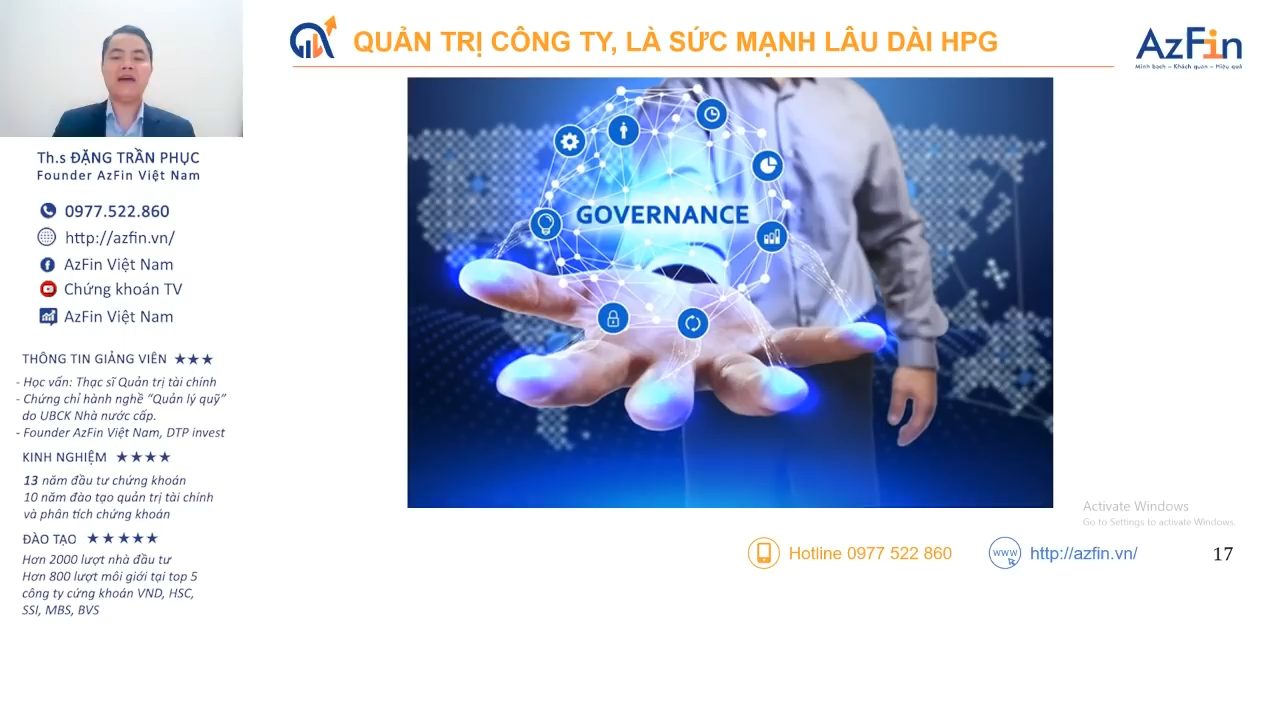 QUẢN TRỊ CÔNG TY, LÀ SỨC MẠNH LÂU DÀI HPG
AzFin
Minh bạch – Khách quan – Hiệu quả
Th.s ĐẶNG TRẦN PHỤC
Founder AzFin Việt Nam
0977.522.860
http://azfin.vn/
AzFin Việt Nam
Chứng khoán TV
AzFin Việt Nam
THÔNG TIN GIẢNG VIÊN ★★★
- Học vấn: Thạc sĩ Quản trị tài chính
- Chứng chỉ hành nghề “Quản lý quỹ”
do UBCK Nhà nước cấp.
- Founder AzFin Việt Nam, DTP invest
KINH NGHIỆM ★★★★
13 năm đầu tư chứng khoán
10 năm đào tạo quản trị tài chính
và phân tích chứng khoán
ĐÀO TẠO ★★★★★
Hơn 2000 lượt nhà đầu tư
Hơn 800 lượt môi giới tại top 5
công ty cứng khoán VND, HSC,
SSI, MBS, BVS
GOVERNANCE
Activate Windows
Go to Settings to activate Windows.
Hotline 0977 522 860
www
http://azfin.vn/
17